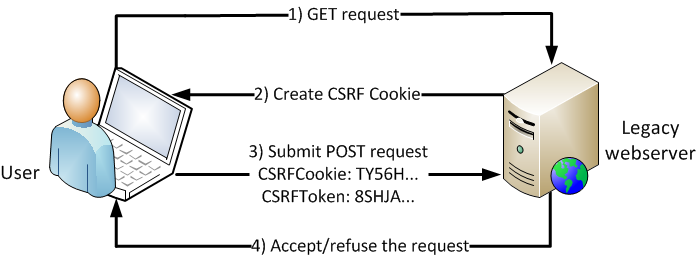 1) GET request
2) Create CSRF Cookie
3) Submit POST request
CSRFCookie: TY56H...
CSRFToken: 8SHJA...
4) Accept/refuse the request
User
Legacy
webserver